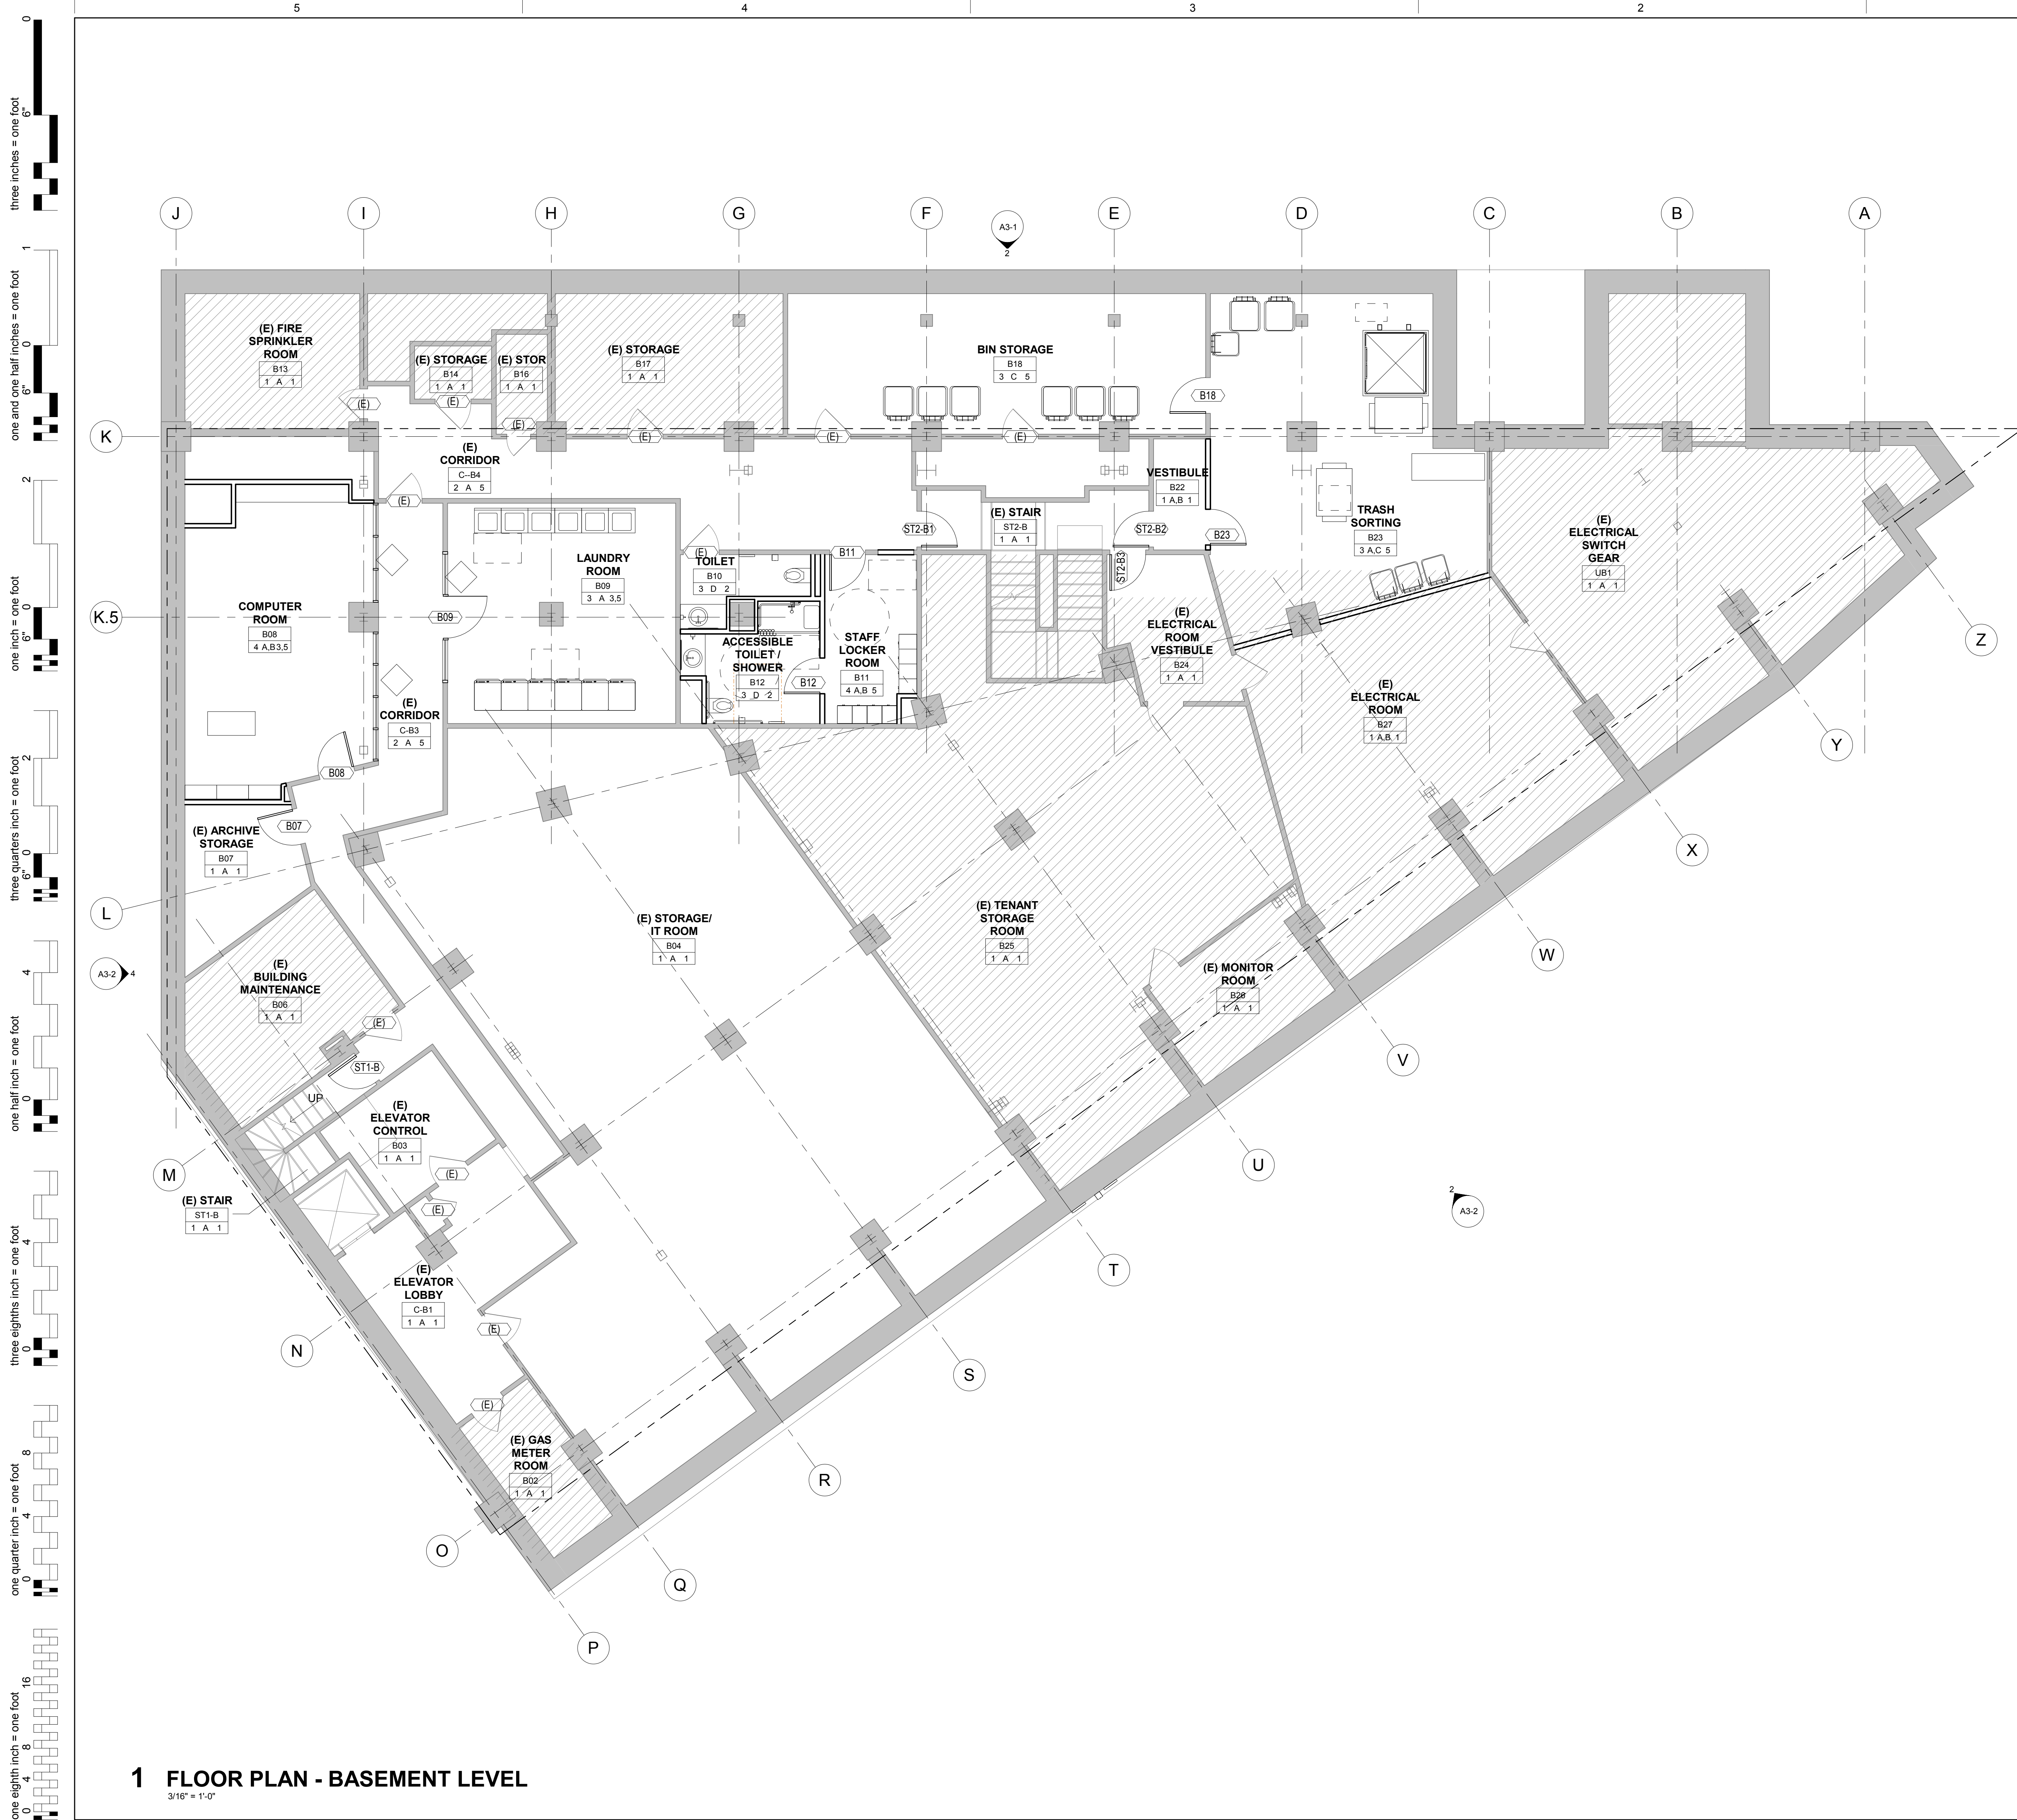 5 4 3 2
J I H G F E D C B A
A3-1
2
K
K.5
L
M
N
O
P
Q
R
S
T
U
V
W
X
Y
Z
A3-2 4
2
A3-2
(E) FIRE
SPRINKLER
ROOM
B13
1 A 1
(E) STORAGE
B14
1 A 1
(E) STOR
B16
1 A 1
(E) STORAGE
B17
1 A 1
BIN STORAGE
B18
3 C 5
B18
(E)
(E)
(E)
(E)
(E)
(E)
(E)
CORRIDOR
C--B4
2 A 5
(E)
VESTIBULE
B22
1 A,B 1
(E) STAIR
ST2-B
1 A 1
ST2-B1
ST2-B2
ST2-B3
B23
TRASH
SORTING
B23
3 A,C 5
(E)
ELECTRICAL
SWITCH
GEAR
UB1
1 A 1
COMPUTER
ROOM
B08
4 A,B 3,5
LAUNDRY
ROOM
B09
3 A 3,5
B09
(E)
TOILET
B10
3 D 2
B11
ACCESSIBLE
TOILET /
SHOWER
B12
3 D 2
B12
STAFF
LOCKER
ROOM
B11
4 A,B 5
(E)
ELECTRICAL
ROOM
VESTIBULE
B24
1 A 1
(E)
ELECTRICAL
ROOM
B27
1 A,B 1
(E)
CORRIDOR
C-B3
2 A 5
B08
B07
(E) ARCHIVE
STORAGE
B07
1 A 1
(E) STORAGE/
IT ROOM
B04
1 A 1
(E) TENANT
STORAGE
ROOM
B25
1 A 1
(E) MONITOR
ROOM
B26
1 A 1
(E)
BUILDING
MAINTENANCE
B06
1 A 1
(E)
ST1-B
UP
(E)
ELEVATOR
CONTROL
B03
1 A 1
(E)
(E)
(E) STAIR
ST1-B
1 A 1
(E)
ELEVATOR
LOBBY
C-B1
1 A 1
(E)
(E)
(E) GAS
METER
ROOM
B02
1 A 1
three inches = one foot
0 6"
one and one half inches = one foot
6" 0 1
one inch = one foot
6" 0 2
three quarters inch = one foot
6" 0 2
one half inch = one foot
0 4
three eighths inch = one foot
0 4
one quarter inch = one foot
0 4 8
one eighth inch = one foot
0 4 8 16
1 FLOOR PLAN - BASEMENT LEVEL
3/16" = 1'-0"